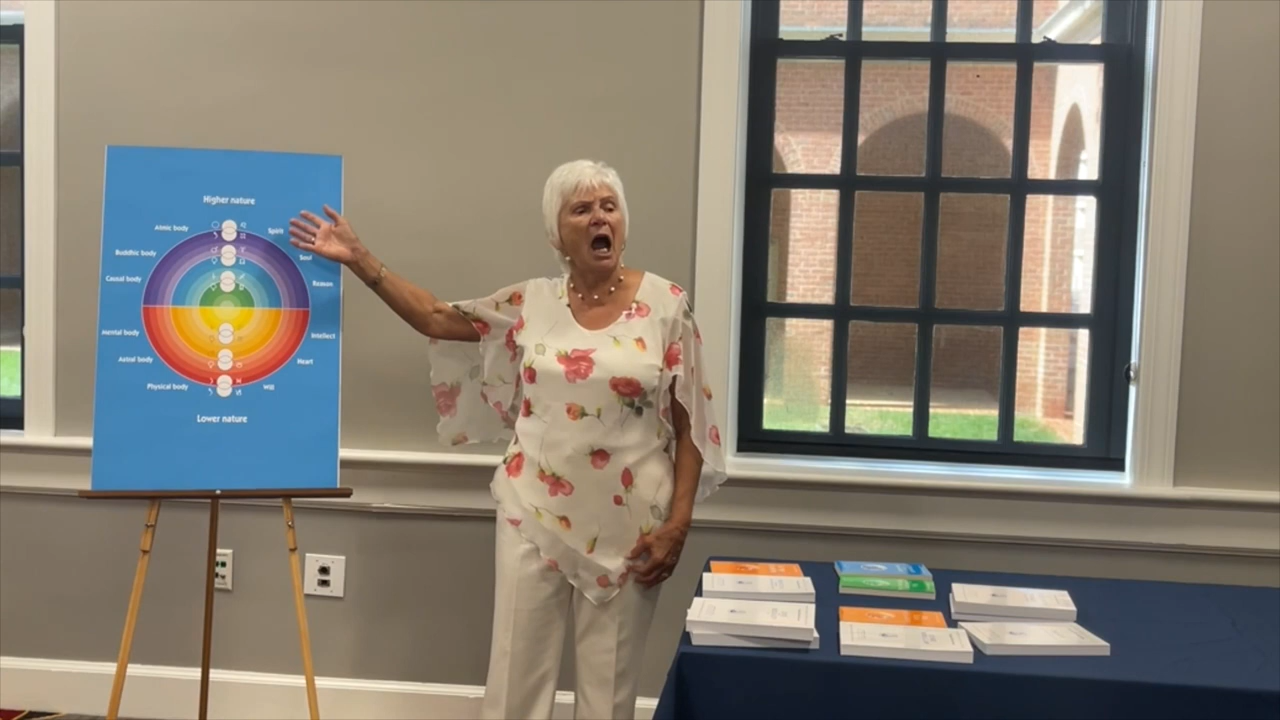 Higher nature
Atmic body
Spirit
Buddhic body
Soul
Causal body
Reason
Mental body
Intellect
Astral body
Heart
Physical body
Will
Lower nature